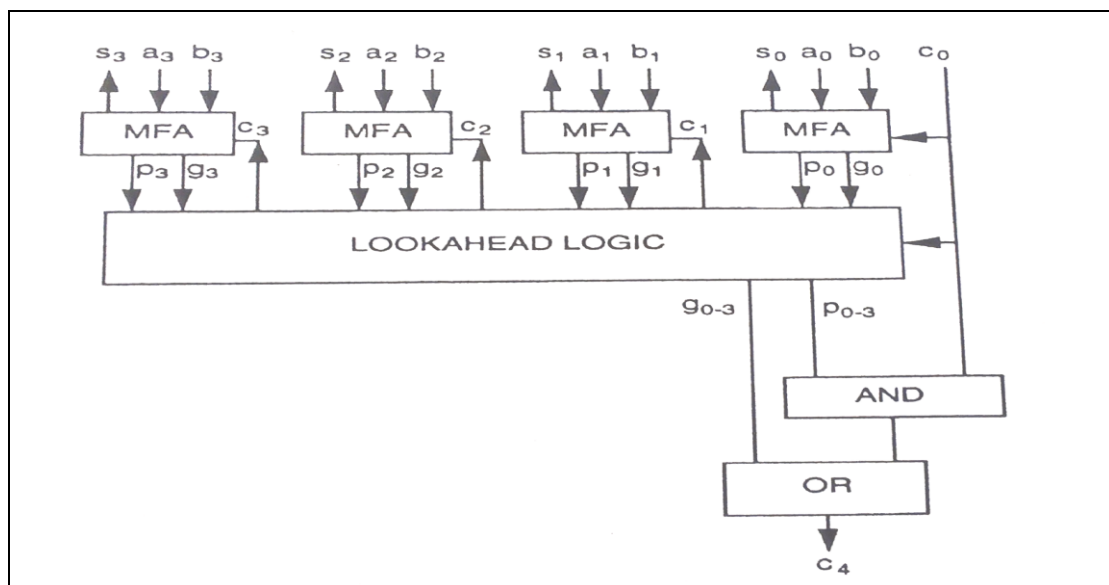 s₃ a₃ b₃ s₂ a₂ b₂ s₁ a₁ b₁ s₀ a₀ b₀ c₀
MFA c₃ MFA c₂ MFA c₁ MFA
p₃ g₃ p₂ g₂ p₁ g₁ p₀ g₀
LOOKAHEAD LOGIC
g₀₋₃ p₀₋₃
AND
OR
c₄